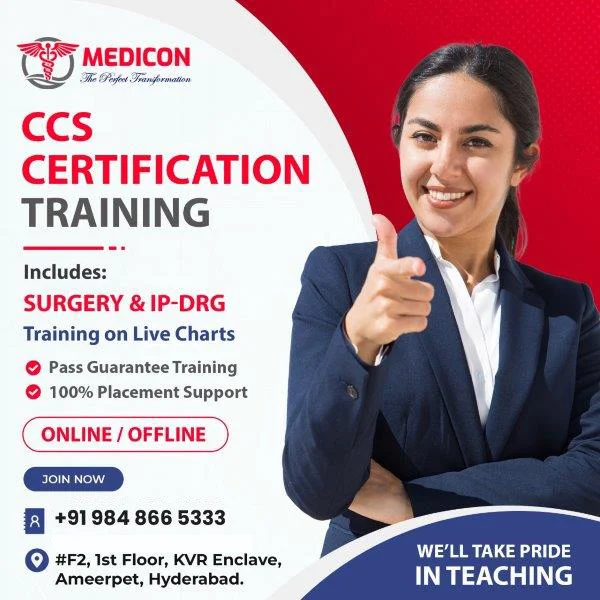 MEDICON
The Perfect Transformation
CCS
CERTIFICATION
TRAINING
Includes:
SURGERY & IP-DRG
Training on Live Charts
Pass Guarantee Training
100% Placement Support
ONLINE / OFFLINE
JOIN NOW
+91 984 866 5333
#F2, 1st Floor, KVR Enclave,
Ameerpet, Hyderabad.
WE'LL TAKE PRIDE
IN TEACHING